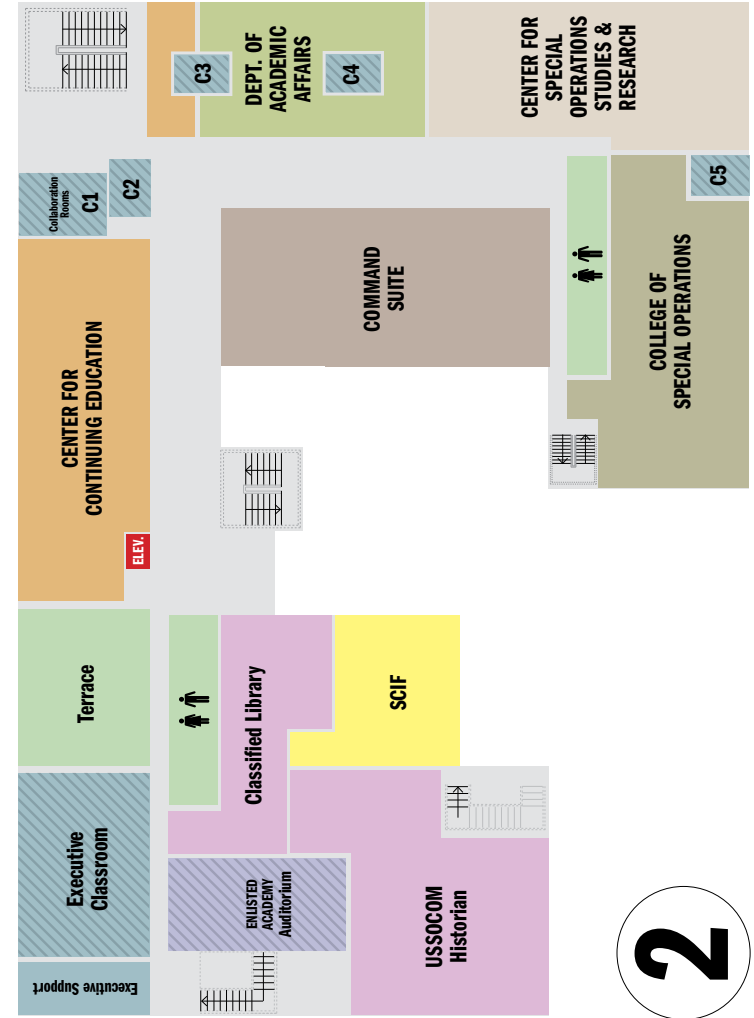 C3
DEPT. OF
ACADEMIC
AFFAIRS
C4
CENTER FOR
SPECIAL
OPERATIONS
STUDIES &
RESEARCH
Collaboration
Rooms
C1
C2
C5
COMMAND
SUITE
COLLEGE OF
SPECIAL OPERATIONS
CENTER FOR
CONTINUING EDUCATION
ELEV.
Terrace
Classified Library
SCIF
Executive
Classroom
ENLISTED
ACADEMY
Auditorium
USSOCOM
Historian
Executive Support
2